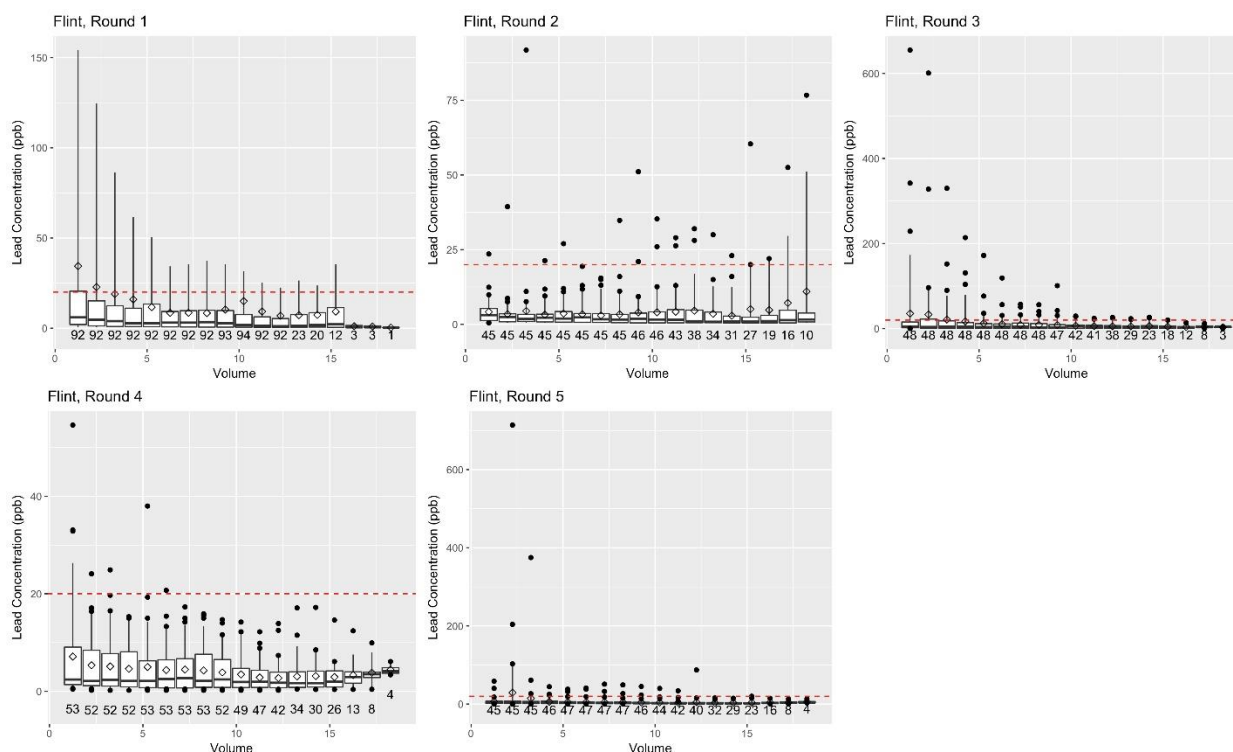 Flint, Round 1
Lead Concentration (ppb)
150
100
50
0
92 92 92 92 92 92 92 92 93 94 92 92 23 20 12 3 3 1
0 5 10 15
Volume
Flint, Round 2
Lead Concentration (ppb)
75
50
25
0
45 45 45 45 45 45 45 45 46 46 43 38 34 31 27 19 16 10
0 5 10 15
Volume
Flint, Round 3
Lead Concentration (ppb)
600
400
200
0
48 48 48 48 48 48 48 48 47 42 41 38 29 23 18 12 8 3
0 5 10 15
Volume
Flint, Round 4
Lead Concentration (ppb)
40
20
0
53 52 52 52 53 53 53 53 52 49 47 42 34 30 26 13 8 4
0 5 10 15
Volume
Flint, Round 5
Lead Concentration (ppb)
600
400
200
0
45 45 45 46 47 47 47 47 46 44 42 40 32 29 23 16 8 4
0 5 10 15
Volume